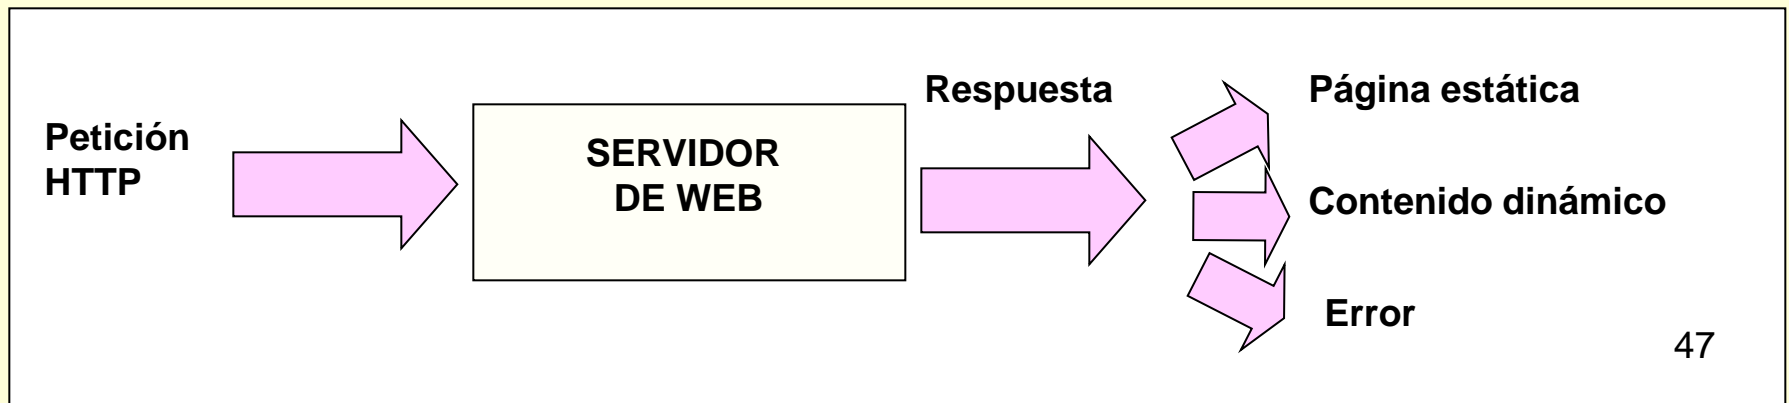 Petición
HTTP
SERVIDOR
DE WEB
Respuesta
Página estática
Contenido dinámico
Error
47